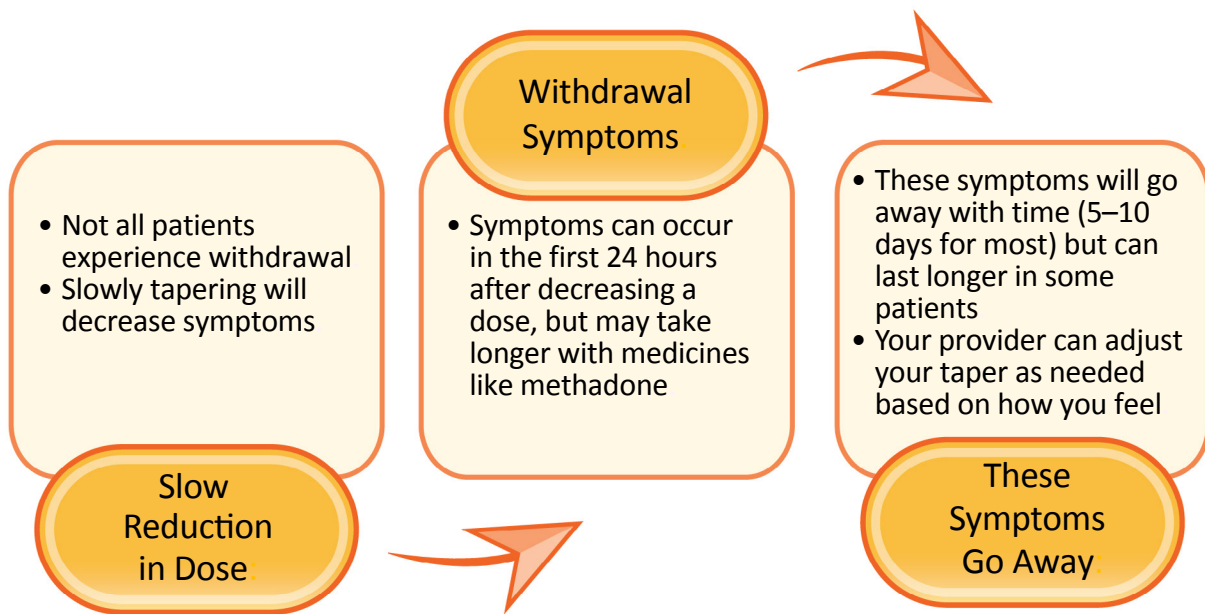 • Not all patients
experience withdrawal
• Slowly tapering will
decrease symptoms
Slow
Reduction
in Dose:
Withdrawal
Symptoms
• Symptoms can occur
in the first 24 hours
after decreasing a
dose, but may take
longer with medicines
like methadone
• These symptoms will go
away with time (5–10
days for most) but can
last longer in some
patients
• Your provider can adjust
your taper as needed
based on how you feel
These
Symptoms
Go Away: